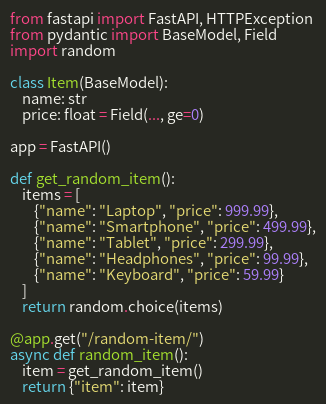 from fastapi import FastAPI, HTTPException
from pydantic import BaseModel, Field
import random

class Item(BaseModel):
    name: str
    price: float = Field(..., ge=0)

app = FastAPI()

def get_random_item():
    items = [
        {"name": "Laptop", "price": 999.99},
        {"name": "Smartphone", "price": 499.99},
        {"name": "Tablet", "price": 299.99},
        {"name": "Headphones", "price": 99.99},
        {"name": "Keyboard", "price": 59.99}
    ]
    return random.choice(items)

@app.get("/random-item/")
async def random_item():
    item = get_random_item()
    return {"item": item}